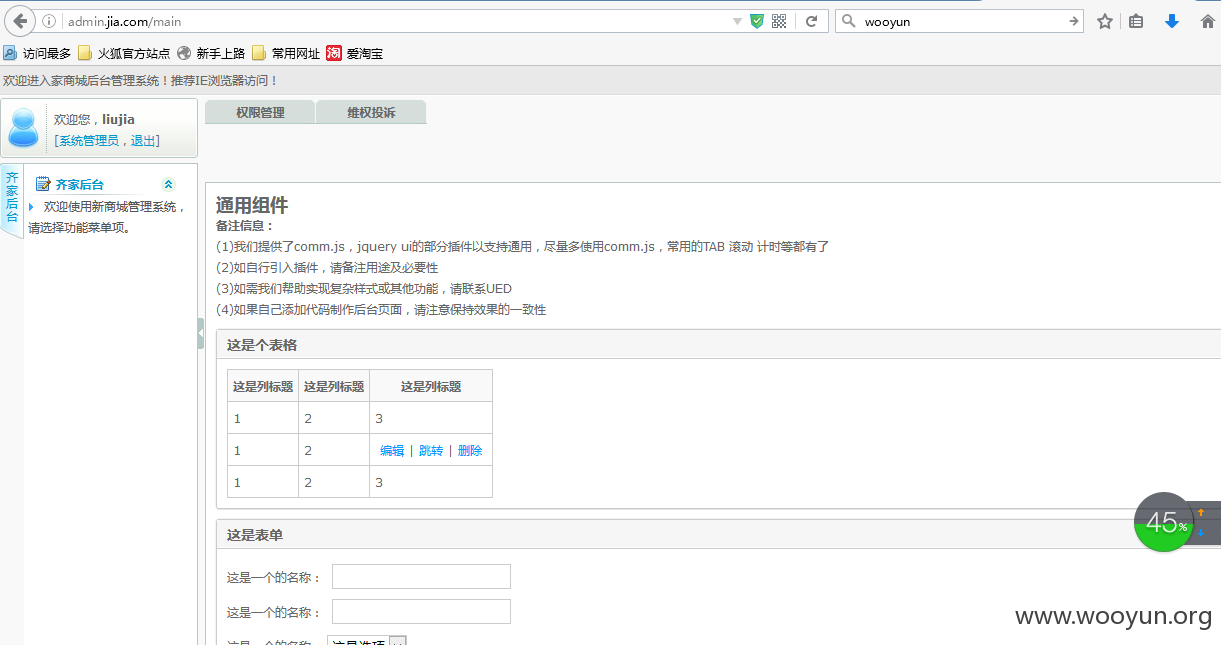 admin.jia.com/main
wooyun
访问最多 火狐官方站点 新手上路 常用网址 淘 爱淘宝
欢迎进入家商城后台管理系统！推荐IE浏览器访问！
欢迎您，liujia
[系统管理员，退出]
权限管理 维权投诉
齐家后台
齐家后台
欢迎使用新商城管理系统，
请选择功能菜单项。
通用组件
备注信息：
(1)我们提供了comm.js，jquery ui的部分插件以支持通用，尽量多使用comm.js，常用的TAB 滚动 计时等都有了
(2)如自行引入插件，请备注用途及必要性
(3)如需我们帮助实现复杂样式或其他功能，请联系UED
(4)如果自己添加代码制作后台页面，请注意保持效果的一致性
这是个表格
这是列标题 这是列标题 这是列标题
1 2 3
1 2 编辑 | 跳转 | 删除
1 2 3
45%
这是表单
这是一个的名称：
这是一个的名称：
这是一个的名称： 这是选项
www.wooyun.org